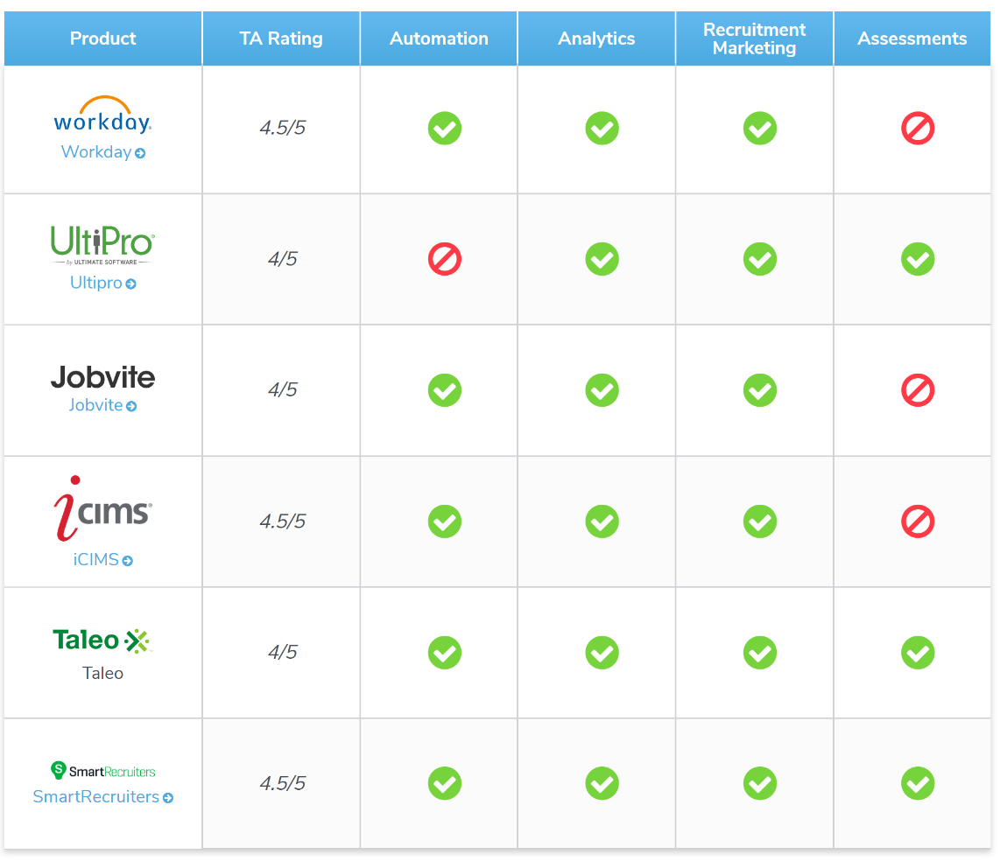 Product TA Rating Automation Analytics Recruitment Marketing Assessments
workday®
Workday
4.5/5
UltiPro®
by ULTIMATE SOFTWARE
Ultipro
4/5
Jobvite
Jobvite
4/5
iCIMS®
iCIMS
4.5/5
Taleo
Taleo
4/5
S SmartRecruiters
SmartRecruiters
4.5/5